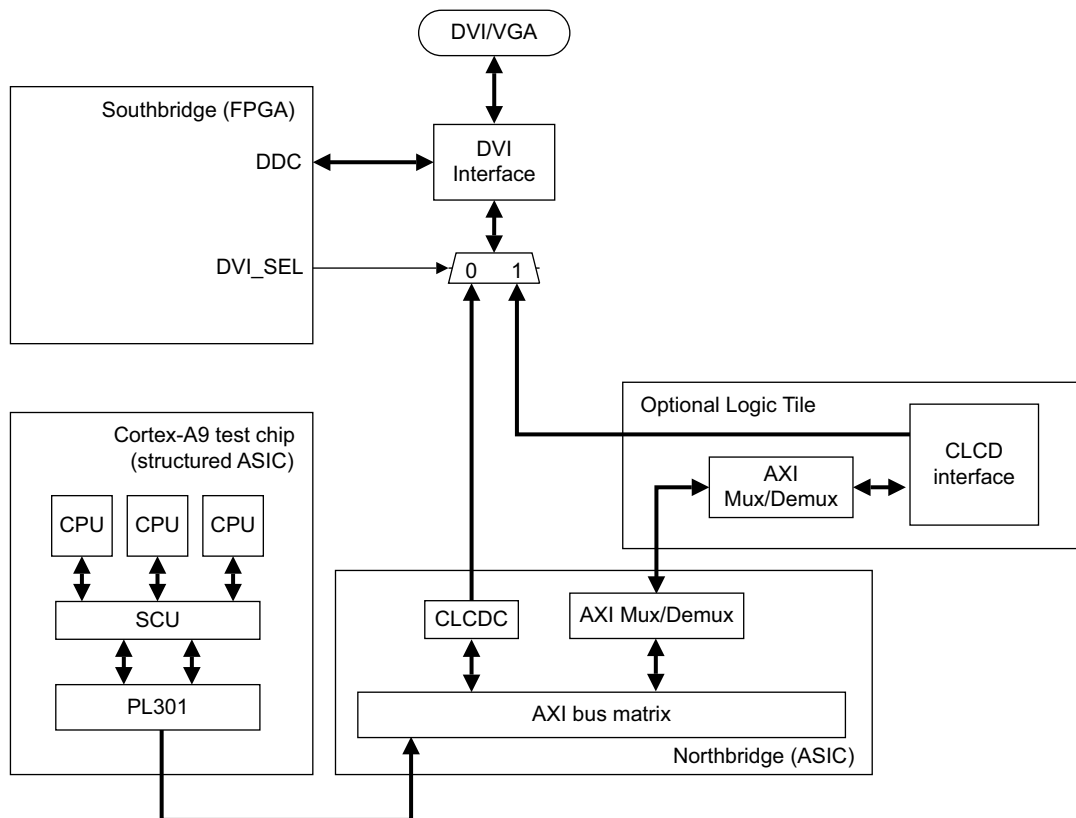 DVI/VGA
Southbridge (FPGA)
DDC
DVI
Interface
DVI_SEL
0 1
Optional Logic Tile
CLCD
interface
AXI
Mux/Demux
Cortex-A9 test chip
(structured ASIC)
CPU CPU CPU
SCU
PL301
CLCDC
AXI Mux/Demux
AXI bus matrix
Northbridge (ASIC)